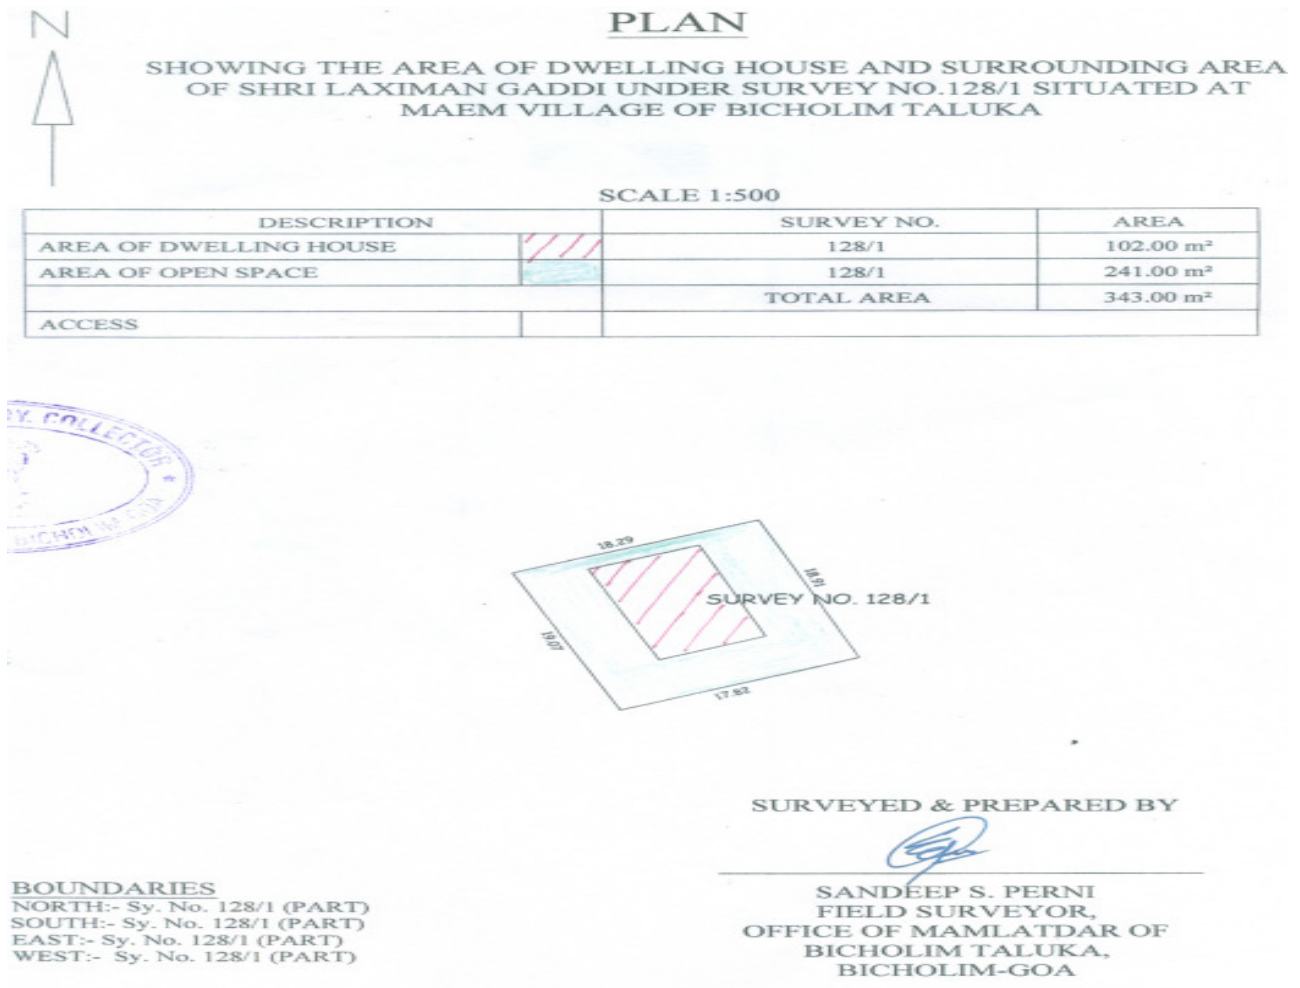 N
PLAN
SHOWING THE AREA OF DWELLING HOUSE AND SURROUNDING AREA
OF SHRI LAXIMAN GADDI UNDER SURVEY NO.128/1 SITUATED AT
MAEM VILLAGE OF BICHOLIM TALUKA
SCALE 1:500
DESCRIPTION SURVEY NO. AREA
AREA OF DWELLING HOUSE 128/1 102.00 m²
AREA OF OPEN SPACE 128/1 241.00 m²
TOTAL AREA 343.00 m²
ACCESS
Y. COLLECTOR *
BICHOLIM
18.29
18.91
SURVEY NO. 128/1
19.07
17.82
SURVEYED & PREPARED BY
SANDEEP S. PERNI
FIELD SURVEYOR,
OFFICE OF MAMLATDAR OF
BICHOLIM TALUKA,
BICHOLIM-GOA
BOUNDARIES
NORTH:- Sy. No. 128/1 (PART)
SOUTH:- Sy. No. 128/1 (PART)
EAST:- Sy. No. 128/1 (PART)
WEST:- Sy. No. 128/1 (PART)